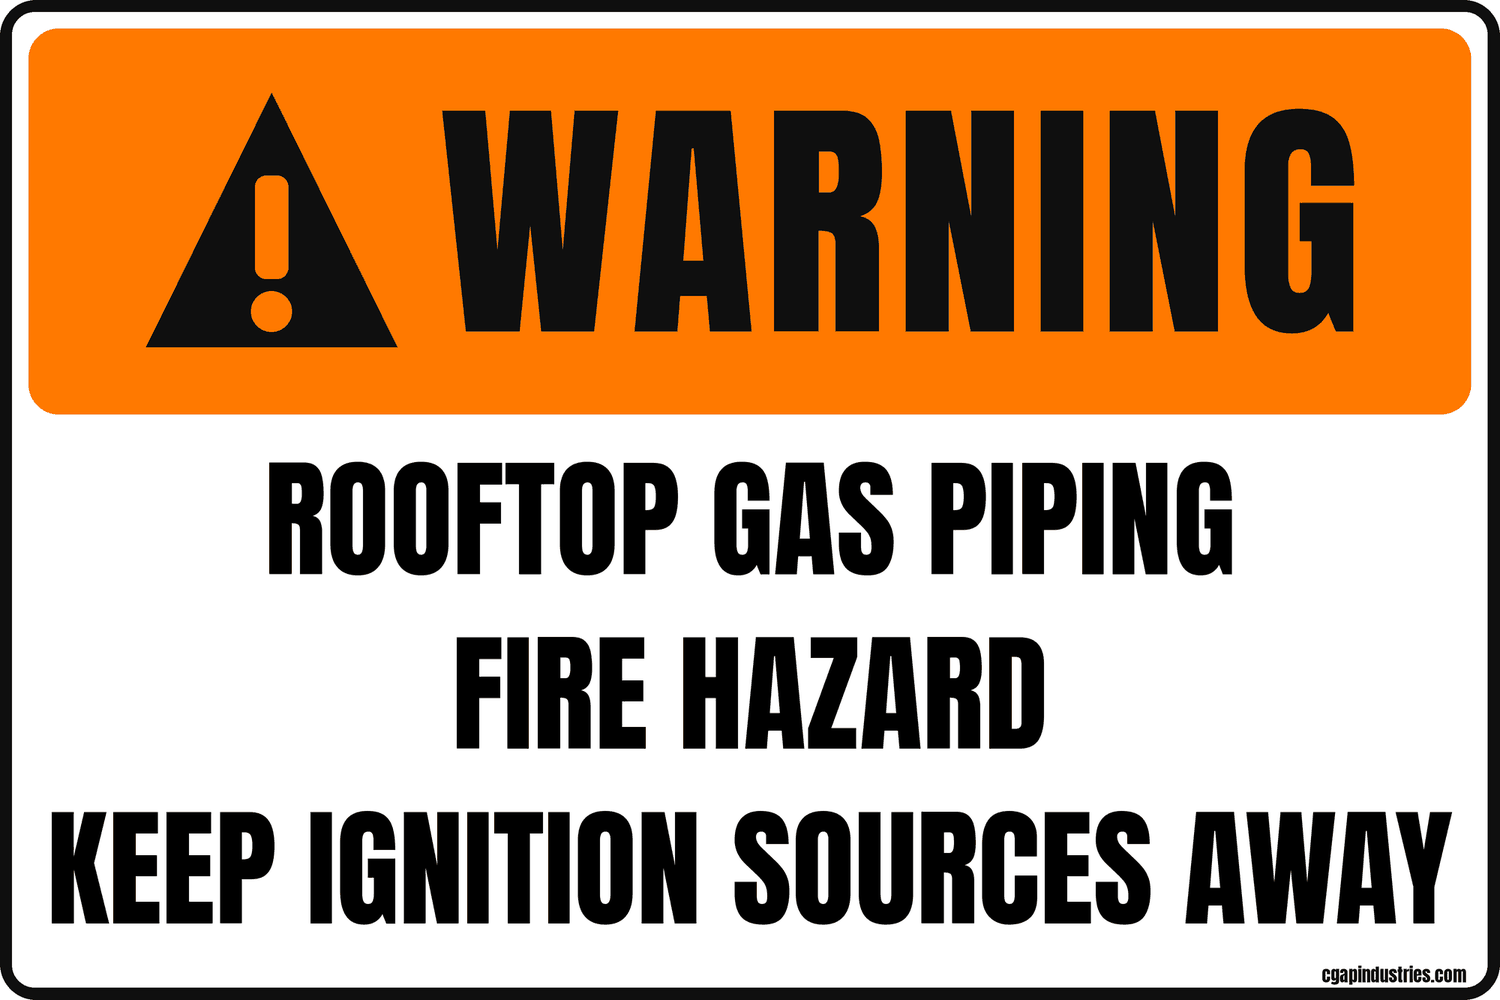 WARNING
ROOFTOP GAS PIPING
FIRE HAZARD
KEEP IGNITION SOURCES AWAY
cgapindustries.com